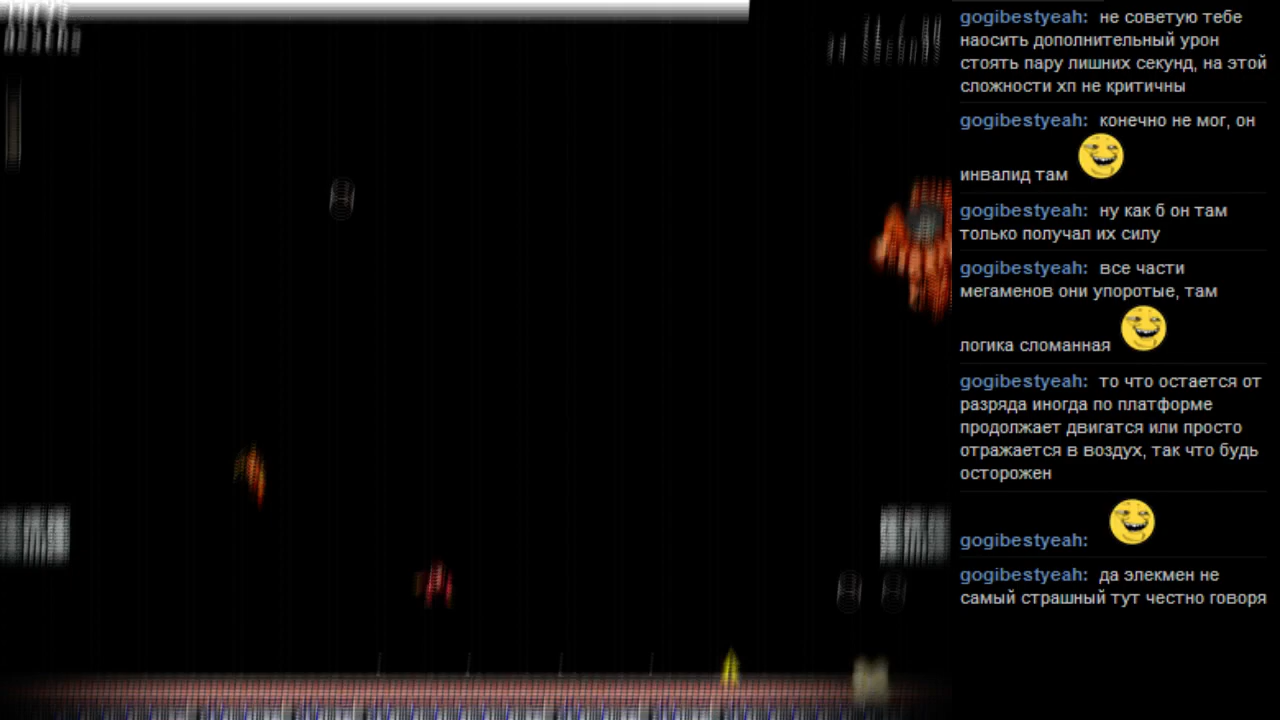 gogibestyeah: не советую тебе
наосить дополнительный урон
стоять пару лишних секунд, на этой
сложности хп не критичны
gogibestyeah: конечно не мог, он
инвалид там
gogibestyeah: ну как б он там
только получал их силу
gogibestyeah: все части
мегаменов они упоротые, там
логика сломанная
gogibestyeah: то что остается от
разряда иногда по платформе
продолжает двигатся или просто
отражается в воздух, так что будь
осторожен
gogibestyeah:
gogibestyeah: да элекмен не
самый страшный тут честно говоря